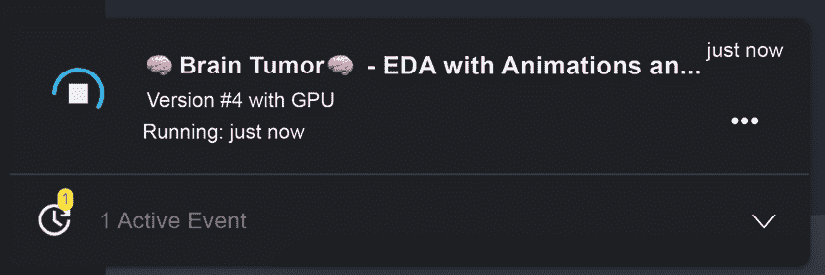 🧠 Brain Tumor🧠 - EDA with Animations an...
just now
Version #4 with GPU
Running: just now
1
1 Active Event